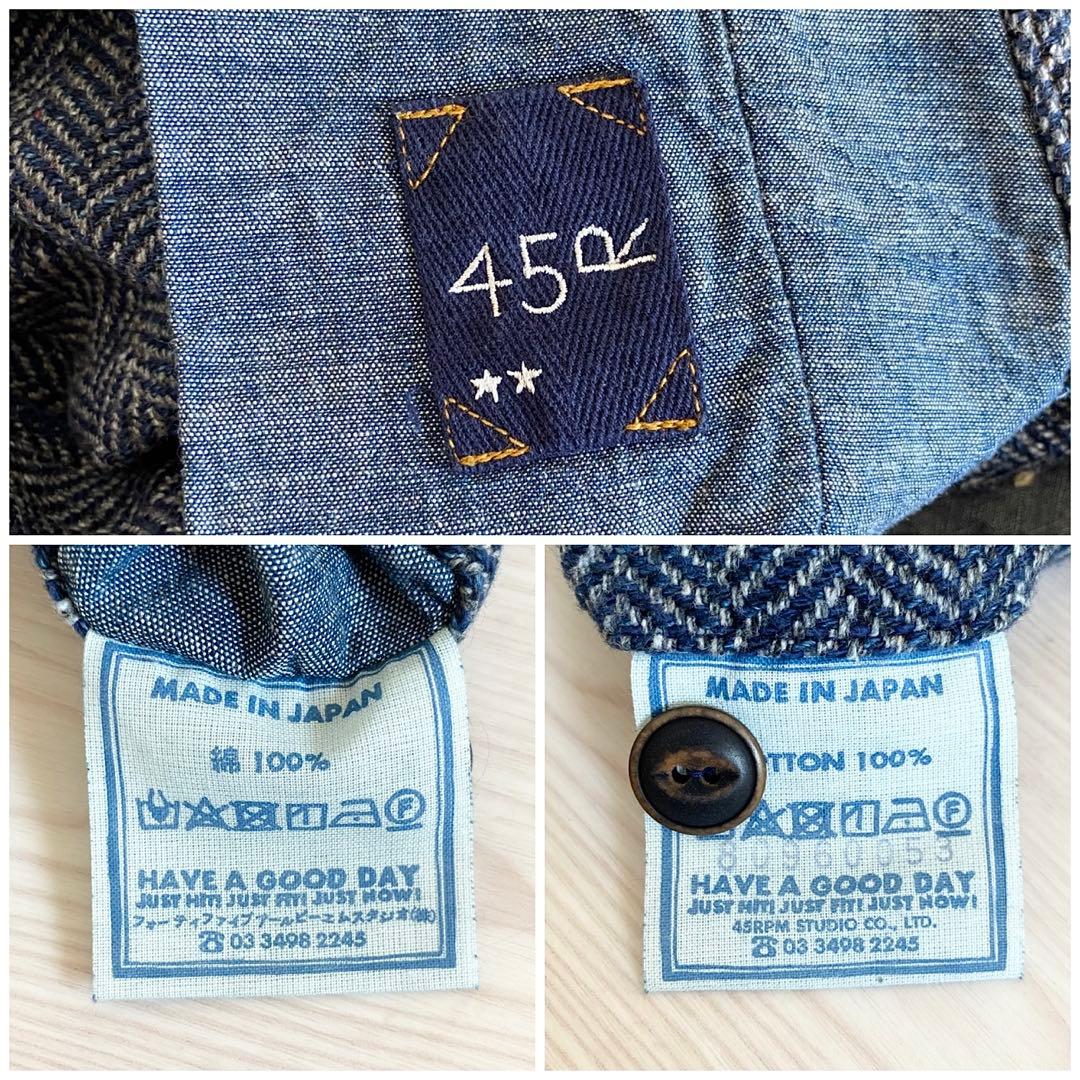 45R
MADE IN JAPAN
綿 100%
F
HAVE A GOOD DAY
JUST HIT! JUST FIT! JUST NOW!
フォーティファイブアールピーエムスタジオ(株)
☎ 03 3498 2245
MADE IN JAPAN
TTON 100%
F
80960053
HAVE A GOOD DAY
JUST HIT! JUST FIT! JUST NOW!
45RPM STUDIO CO., LTD.
☎ 03 3498 2245